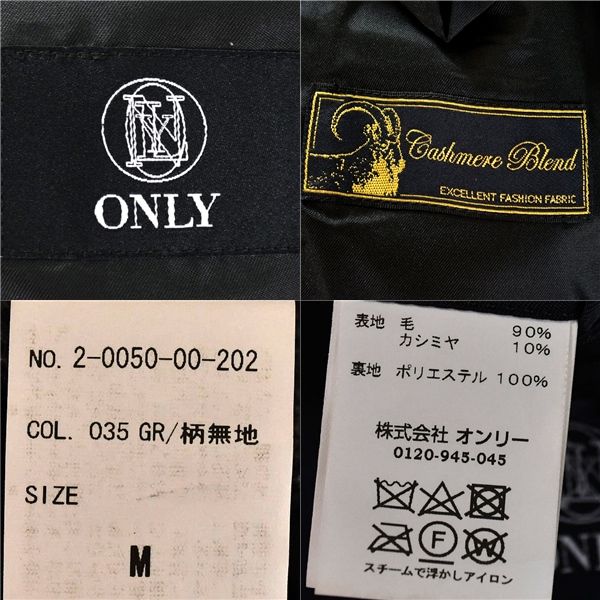 ONLY
Cashmere Blend
EXCELLENT FASHION FABRIC
NO. 2-0050-00-202
COL. 035 GR/柄無地
SIZE
M
表地 毛 90%
カシミヤ 10%
裏地 ポリエステル 100%
株式会社 オンリー
0120-945-045
F W
スチームで浮かしアイロン
ONLY